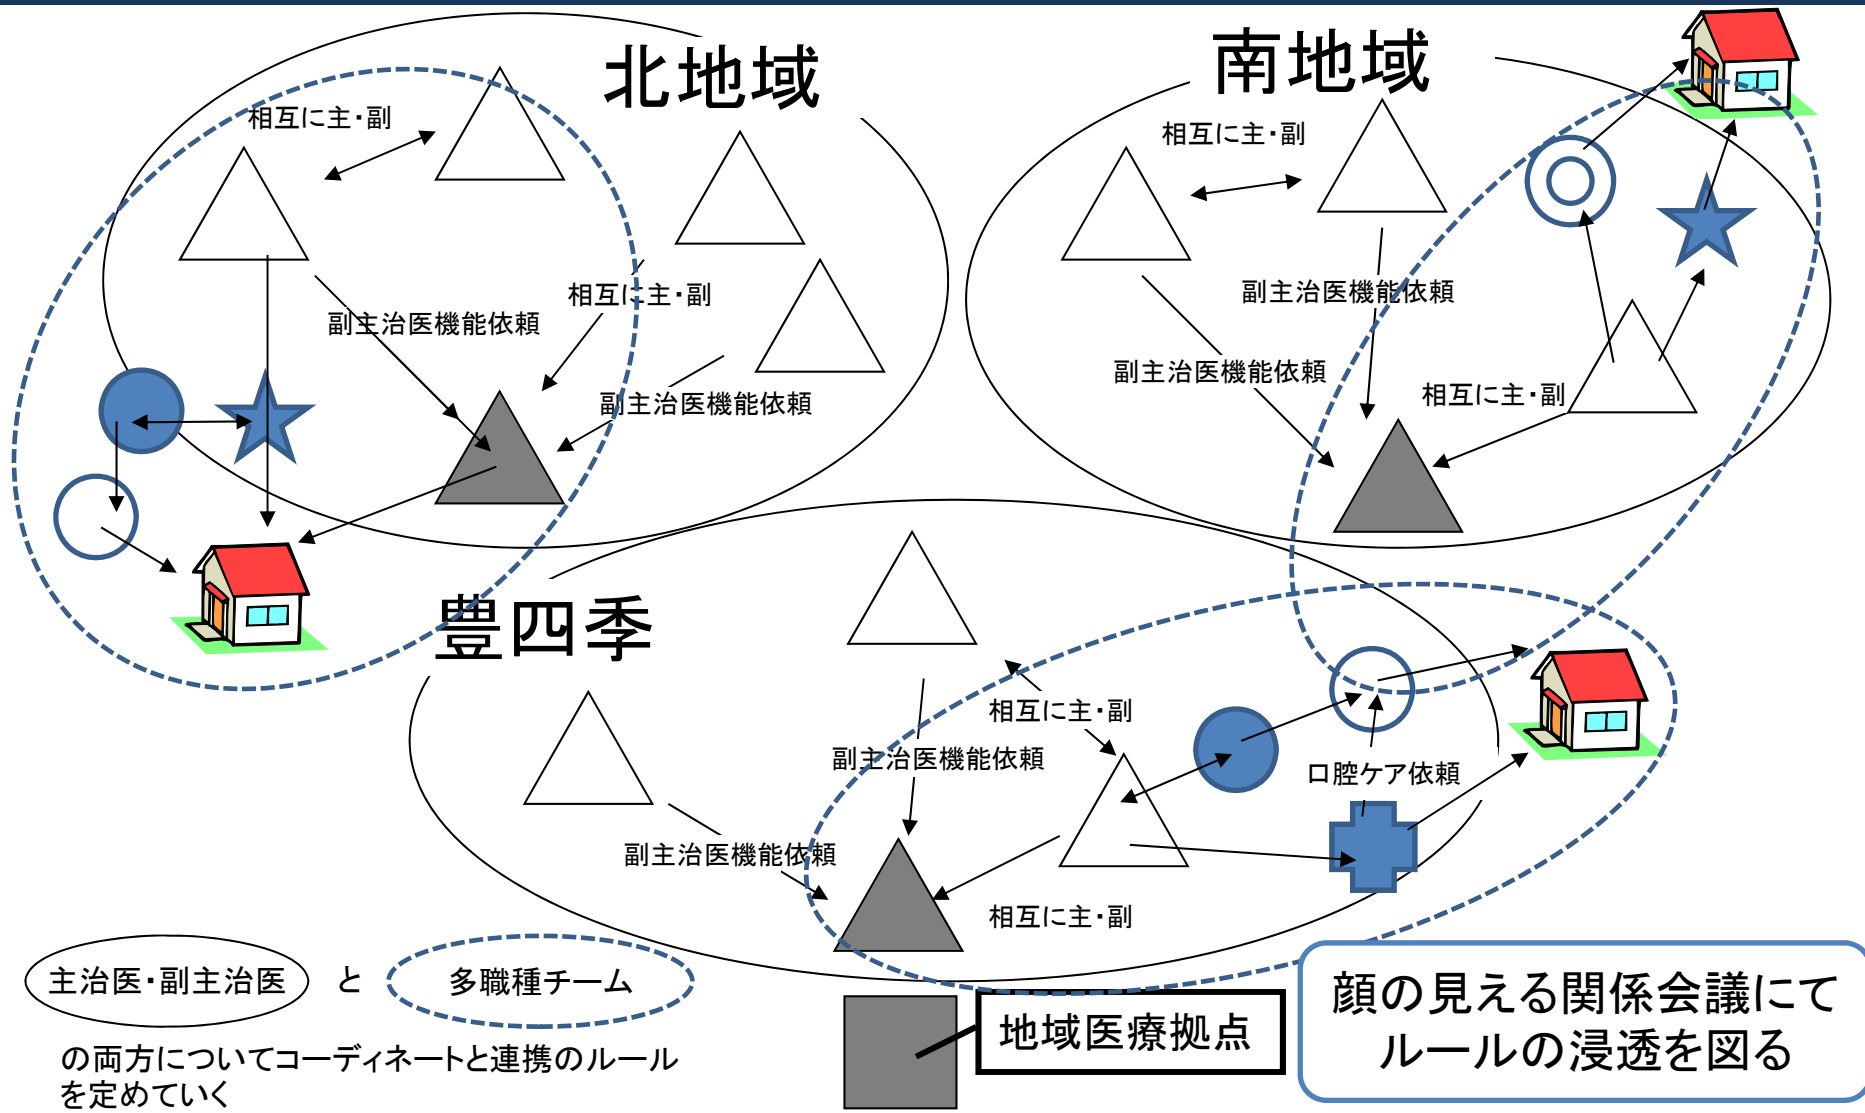 北地域
南地域
相互に主・副
相互に主・副
相互に主・副
副主治医機能依頼
副主治医機能依頼
副主治医機能依頼
副主治医機能依頼
相互に主・副
豊四季
相互に主・副
副主治医機能依頼
口腔ケア依頼
副主治医機能依頼
相互に主・副
主治医・副主治医 と 多職種チーム
の両方についてコーディネートと連携のルール
を定めていく
地域医療拠点
顔の見える関係会議にて
ルールの浸透を図る